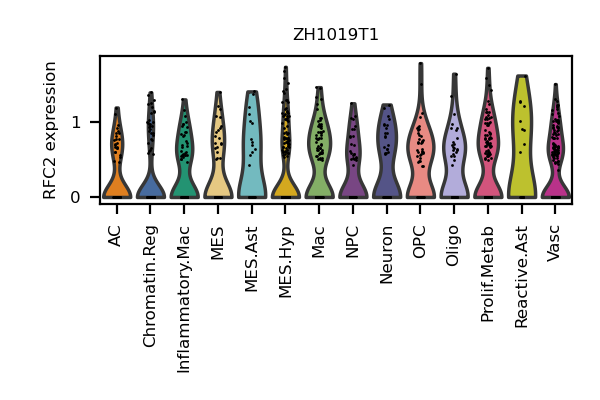 ZH1019T1
RFC2 expression
1
0
AC
Chromatin.Reg
Inflammatory.Mac
MES
MES.Ast
MES.Hyp
Mac
NPC
Neuron
OPC
Oligo
Prolif.Metab
Reactive.Ast
Vasc